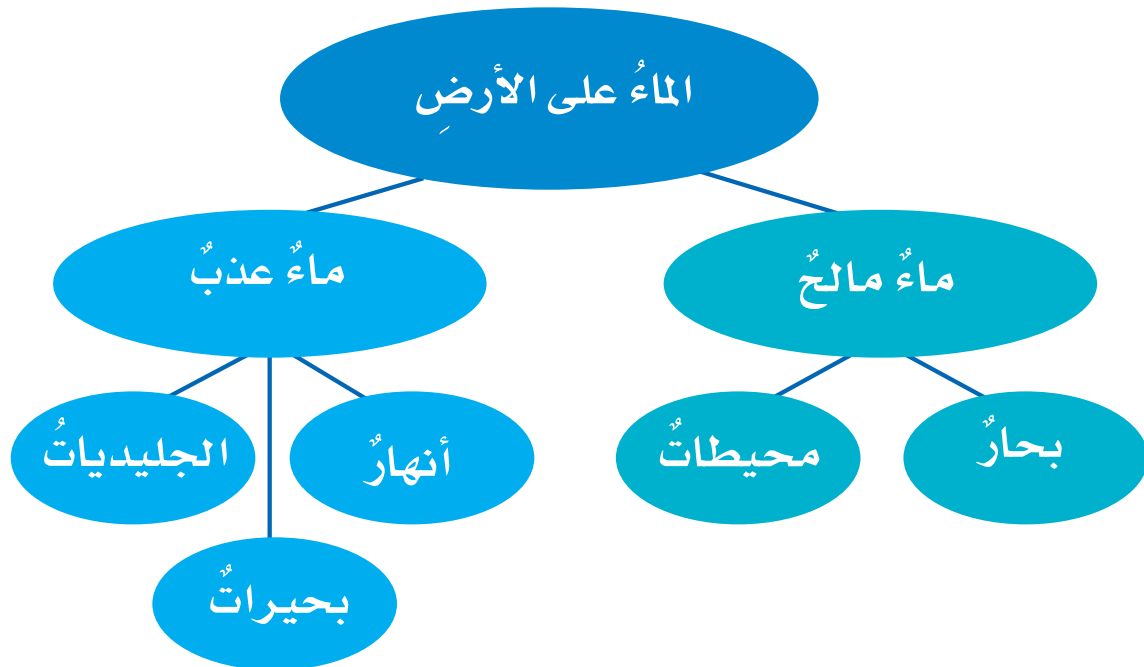 الماءُ على الأرضِ
ماءٌ مالحٌ
ماءٌ عذبٌ
بحارٌ
محيطاتٌ
أنهارٌ
الجليدياتُ
بحيراتٌ